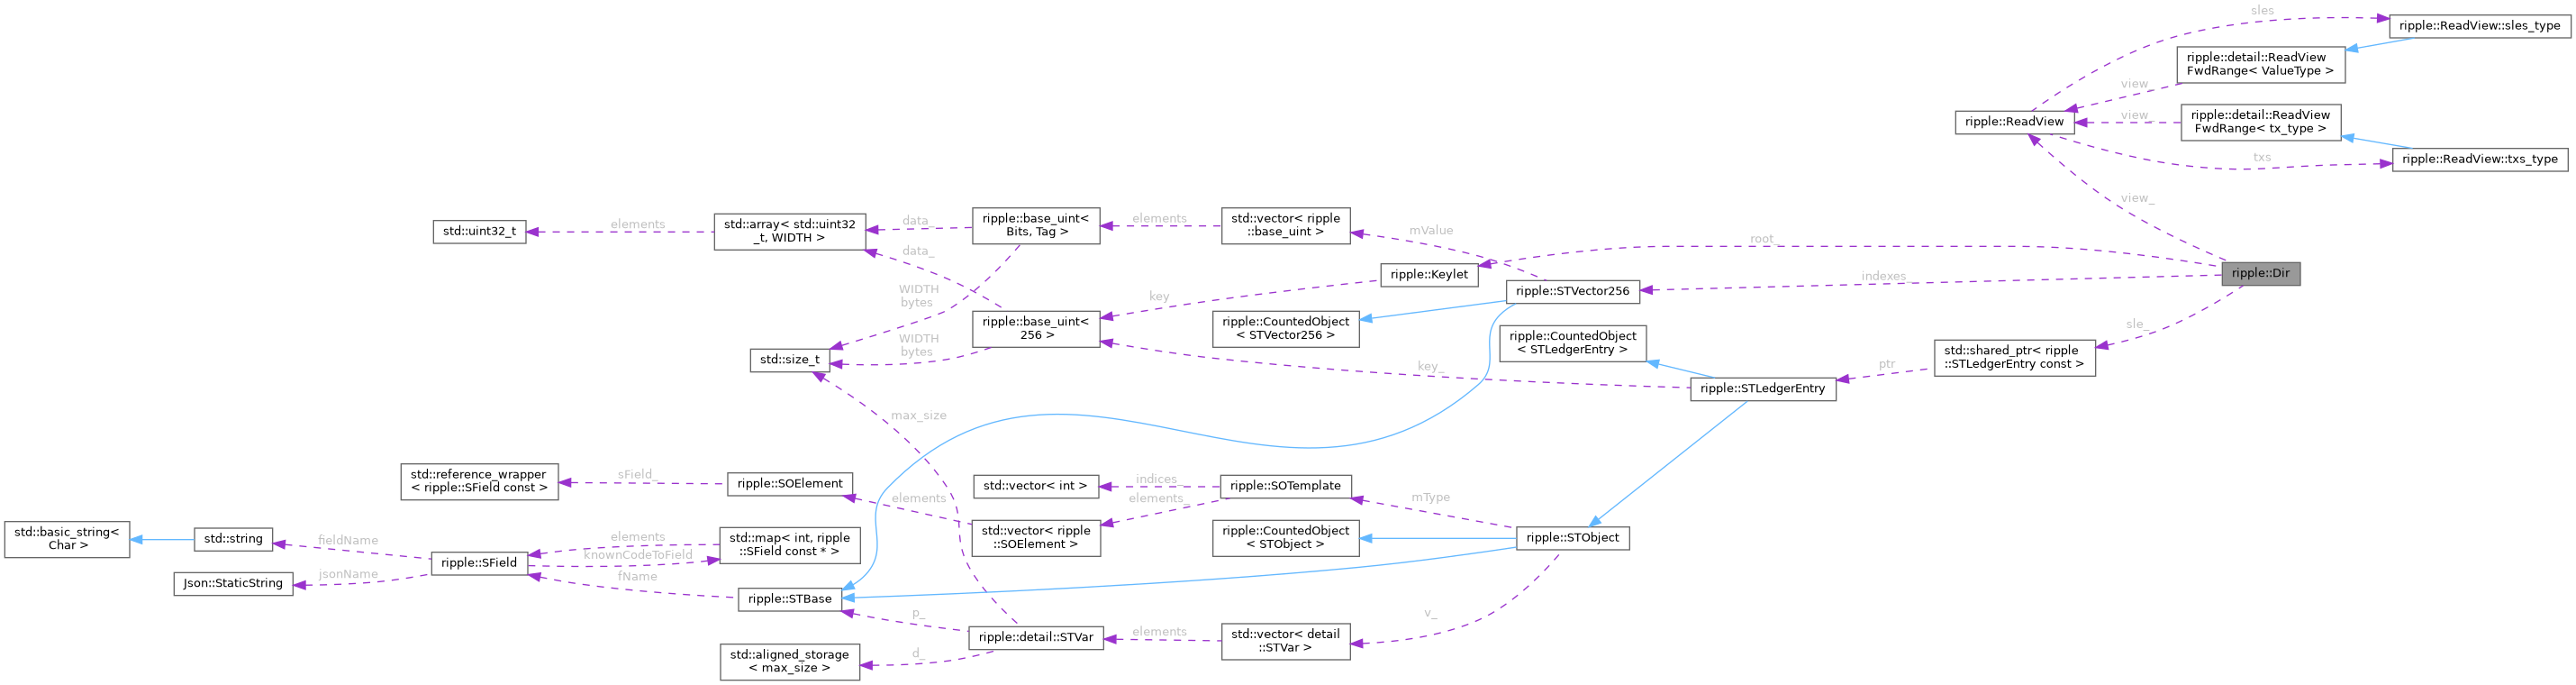 sles
ripple::ReadView::sles_type
ripple::detail::ReadView
FwdRange< ValueType >
view_
ripple::ReadView
view_
ripple::detail::ReadView
FwdRange< tx_type >
txs
ripple::ReadView::txs_type
view_
std::uint32_t
elements
std::array< std::uint32
_t, WIDTH >
data_
ripple::base_uint<
Bits, Tag >
elements
std::vector< ripple
::base_uint >
mValue
root_
data_
ripple::Keylet
indexes_
ripple::Dir
WIDTH
bytes
key
ripple::STVector256
ripple::base_uint<
256 >
ripple::CountedObject
< STVector256 >
sle_
ripple::CountedObject
< STLedgerEntry >
WIDTH
bytes
std::size_t
key_
ptr
std::shared_ptr< ripple
::STLedgerEntry const >
ripple::STLedgerEntry
max_size
std::reference_wrapper
< ripple::SField const >
sField_
ripple::SOElement
elements
std::vector< int >
indices_
elements_
ripple::SOTemplate
mType
std::basic_string<
Char >
std::string
fieldName
elements
knownCodeToField
std::map< int, ripple
::SField const * >
std::vector< ripple
::SOElement >
ripple::CountedObject
< STObject >
ripple::STObject
ripple::SField
Json::StaticString
jsonName
fName
ripple::STBase
p_
v_
ripple::detail::STVar
elements
std::vector< detail
::STVar >
d_
std::aligned_storage
< max_size >